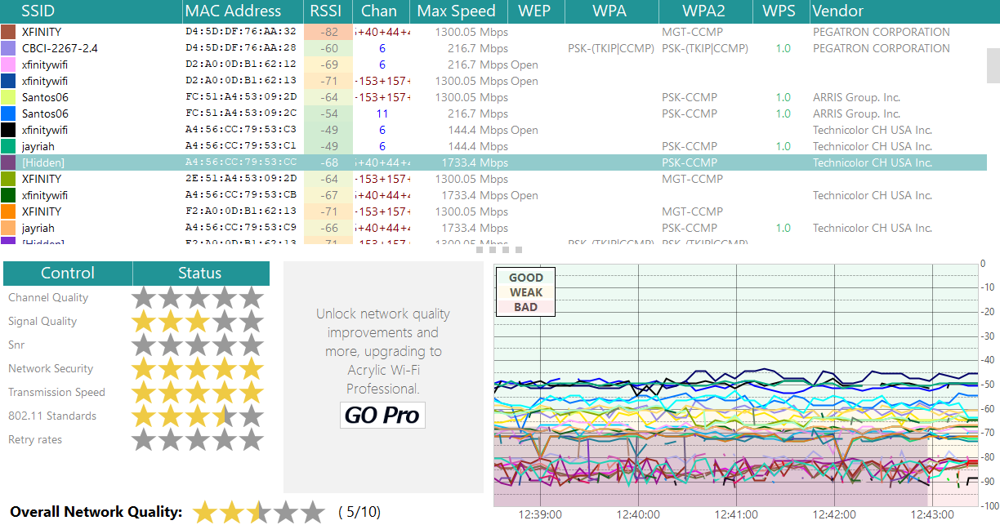 SSID MAC Address RSSI Chan Max Speed WEP WPA WPA2 WPS Vendor
XFINITY D4:5D:DF:76:AA:32 -82 5+40+44+4 1300.05 Mbps MGT-CCMP PEGATRON CORPORATION
CBCI-2267-2.4 D4:5D:DF:76:AA:28 -60 6 216.7 Mbps PSK-(TKIP|CCMP) PSK-(TKIP|CCMP) 1.0 PEGATRON CORPORATION
xfinitywifi D2:A0:0D:B1:62:12 -69 6 216.7 Mbps Open
xfinitywifi D2:A0:0D:B1:62:13 -71 -153+157+ 1300.05 Mbps Open
Santos06 FC:51:A4:53:09:2D -64 -153+157+ 1300.05 Mbps PSK-CCMP 1.0 ARRIS Group. Inc.
Santos06 FC:51:A4:53:09:2C -54 11 216.7 Mbps PSK-CCMP 1.0 ARRIS Group. Inc.
xfinitywifi A4:56:CC:79:53:C3 -49 6 144.4 Mbps Open Technicolor CH USA Inc.
jayriah A4:56:CC:79:53:C1 -49 6 144.4 Mbps PSK-CCMP 1.0 Technicolor CH USA Inc.
[Hidden] A4:56:CC:79:53:CC -68 5+40+44+4 1733.4 Mbps PSK-CCMP Technicolor CH USA Inc.
XFINITY 2E:51:A4:53:09:2D -64 -153+157+ 1300.05 Mbps MGT-CCMP
xfinitywifi A4:56:CC:79:53:CB -67 5+40+44+4 1733.4 Mbps Open Technicolor CH USA Inc.
XFINITY F2:A0:0D:B1:62:13 -71 -153+157+ 1300.05 Mbps MGT-CCMP
jayriah A4:56:CC:79:53:C9 -66 5+40+44+4 1733.4 Mbps PSK-CCMP 1.0 Technicolor CH USA Inc.
[Hidden] E2:A0:0D:B1:62:13 -71 -153+157+ 1300.05 Mbps PSK-(TKIP|CCMP) PSK-(TKIP|CCMP)
Control Status
Channel Quality
Signal Quality
Snr
Network Security
Transmission Speed
802.11 Standards
Retry rates
Overall Network Quality: ( 5/10)
Unlock network quality
improvements and
more, upgrading to
Acrylic Wi-Fi
Professional.
GO Pro
GOOD
WEAK
BAD
0
-10
-20
-30
-40
-50
-60
-70
-80
-90
-100
12:39:00 12:40:00 12:41:00 12:42:00 12:43:00